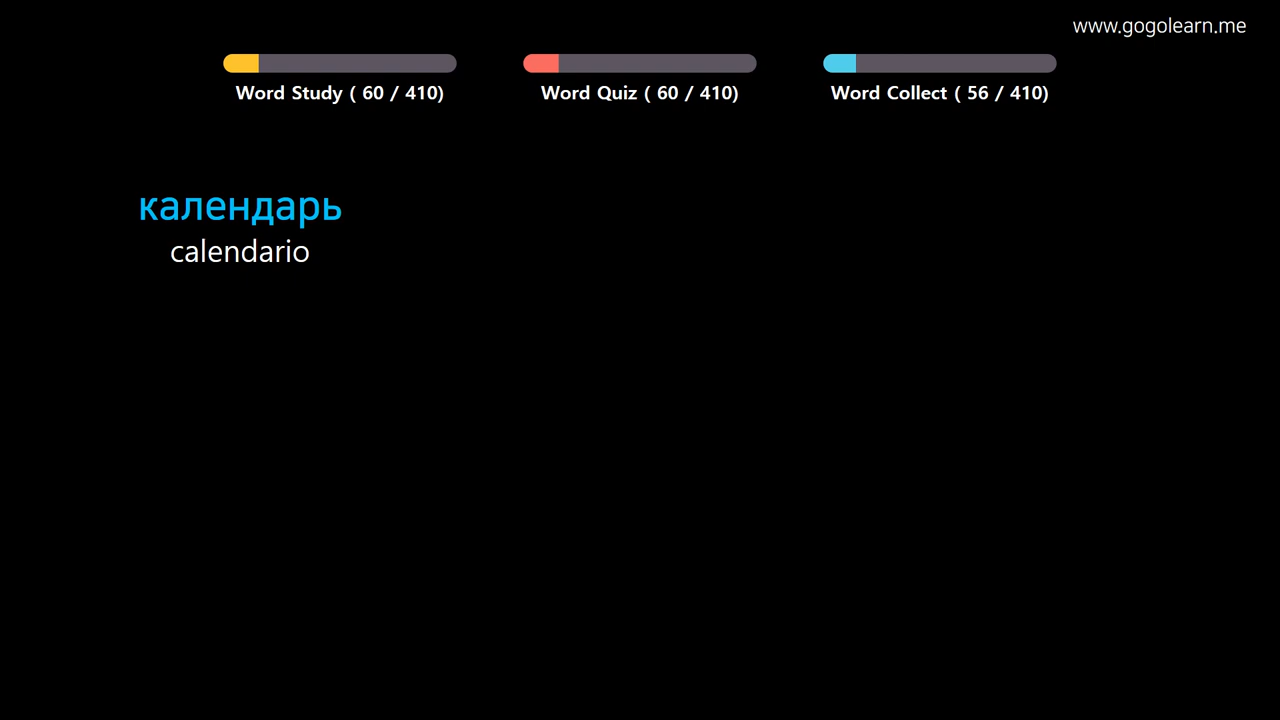 www.gogolearn.me
Word Study ( 60 / 410)
Word Quiz ( 60 / 410)
Word Collect ( 56 / 410)
календарь
calendario